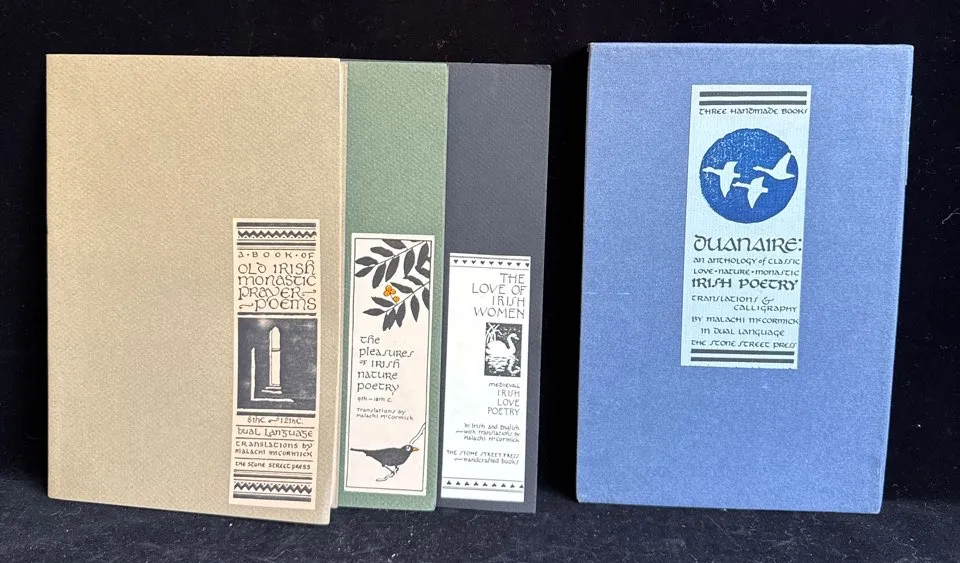 A·BOOK·OF
OLD IRISH
MONASTIC
PRAYER-
POEMS
8thC. 12thC.
Dual Language
TRANSLATIONS BY
MALACHI McCORMICK
THE STONE STREET PRESS
the
pleasures
OF IRISH
nature
poetry
9th-18th C.
Translations by
Malachi McCormick
THE
LOVE OF
IRISH
WOMEN
MEDIEVAL
IRISH
LOVE
POETRY
In Irish and English
with translations by
Malachi McCormick
THE STONE STREET PRESS
handcrafted books
THREE HANDMADE BOOKS
DUANAIRE:
AN ANTHOLOGY of CLASSIC
LOVE·NATURE·MONASTIC
IRISH POETRY
TRANSLATIONS &
CALLIGRAPHY
BY MALACHI McCORMICK
IN DUAL LANGUAGE
THE STONE STREET PRESS